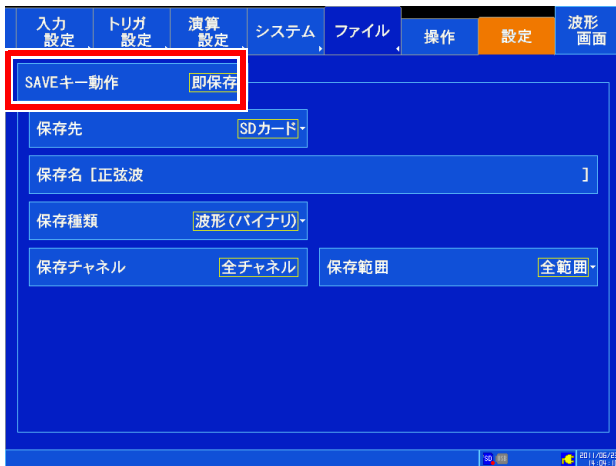 入力
設定
トリガ
設定
演算
設定
システム
ファイル
操作
設定
波形
画面
SAVEキー動作 即保存
保存先 SDカード
保存名[正弦波 ]
保存種類 波形(バイナリ)
保存チャネル 全チャネル
保存範囲 全範囲
SD